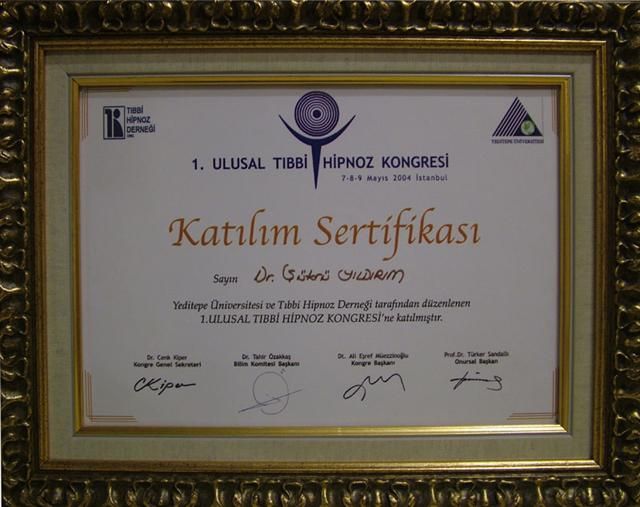 TIBBİ
HİPNOZ
DERNEĞİ
YEDİTEPE ÜNİVERSİTESİ
1. ULUSAL TIBBİ HİPNOZ KONGRESİ
7-8-9 Mayıs 2004 İstanbul
Katılım Sertifikası
Sayın Dr. Şükrü YILDIRIM
Yeditepe Üniversitesi ve Tıbbi Hipnoz Derneği tarafından düzenlenen
1.ULUSAL TIBBİ HİPNOZ KONGRESİ'ne katılmıştır.
Dr. Cenk Kiper
Kongre Genel Sekreteri
Dr. Tahir Özakkaş
Bilim Komitesi Başkanı
Dt. Ali Eşref Müezzinoğlu
Kongre Başkanı
Prof.Dr. Türker Sandallı
Onursal Başkan
CKiper